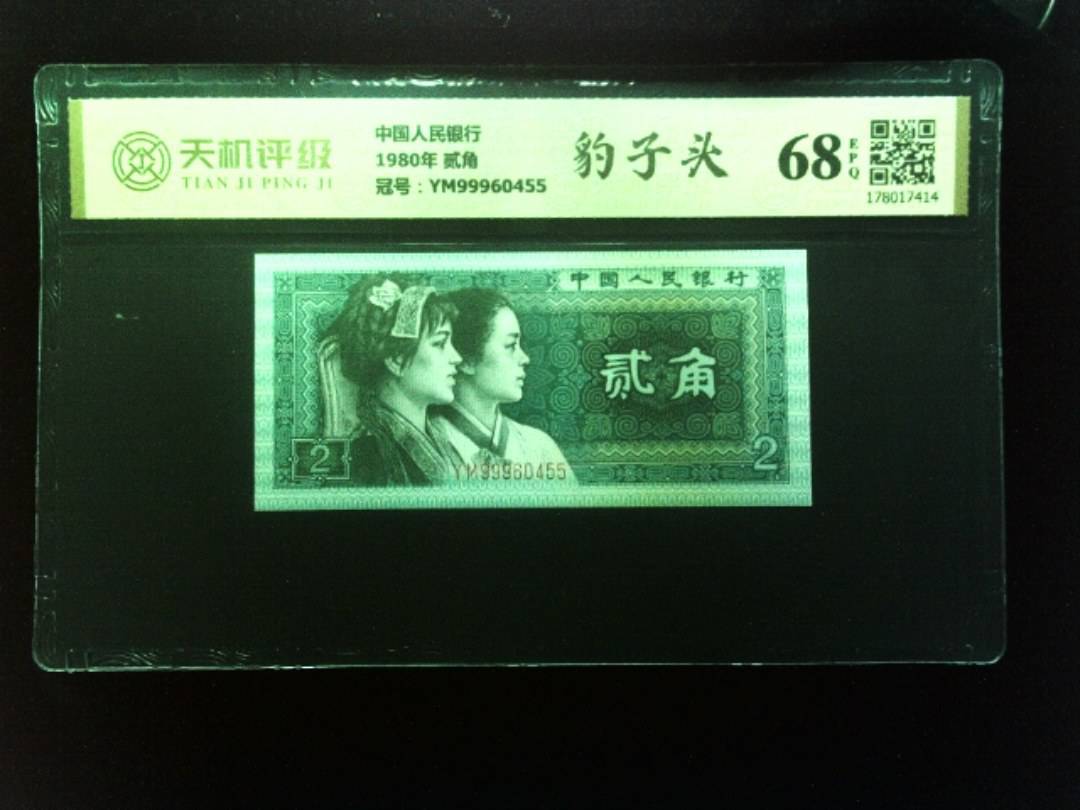 天机评级
TIAN JI PING JI
中国人民银行
1980年 贰角
冠号：YM99960455
豹子头
68
EPQ
178017414
中国人民银行
贰角
2
2
YM99960455